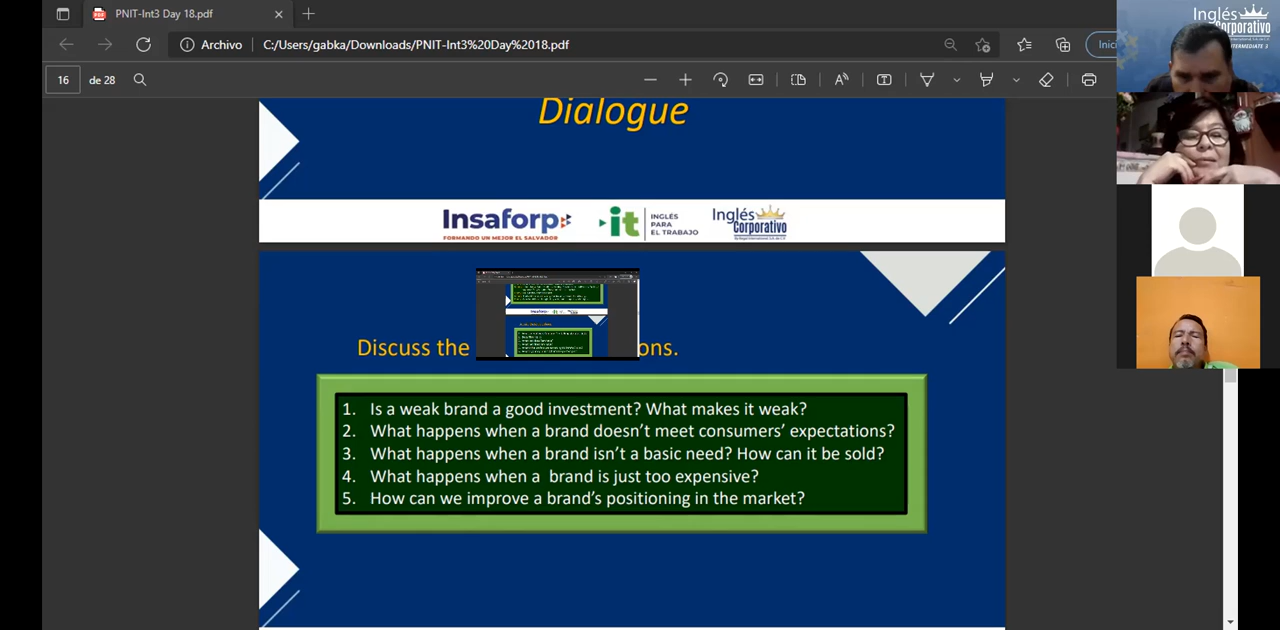 PNIT-Int3 Day 18.pdf
Archivo
C:/Users/gabka/Downloads/PNIT-Int3%20Day%2018.pdf
Inici
16
de 28
Dialogue
Insaforp
FORMANDO UN MEJOR EL SALVADOR
it
INGLÉS
PARA
EL TRABAJO
Inglés
Corporativo
Discuss the
ons.
1. Is a weak brand a good investment? What makes it weak?
2. What happens when a brand doesn't meet consumers' expectations?
3. What happens when a brand isn't a basic need? How can it be sold?
4. What happens when a  brand is just too expensive?
5. How can we improve a brand's positioning in the market?
Inglés
Corporativo